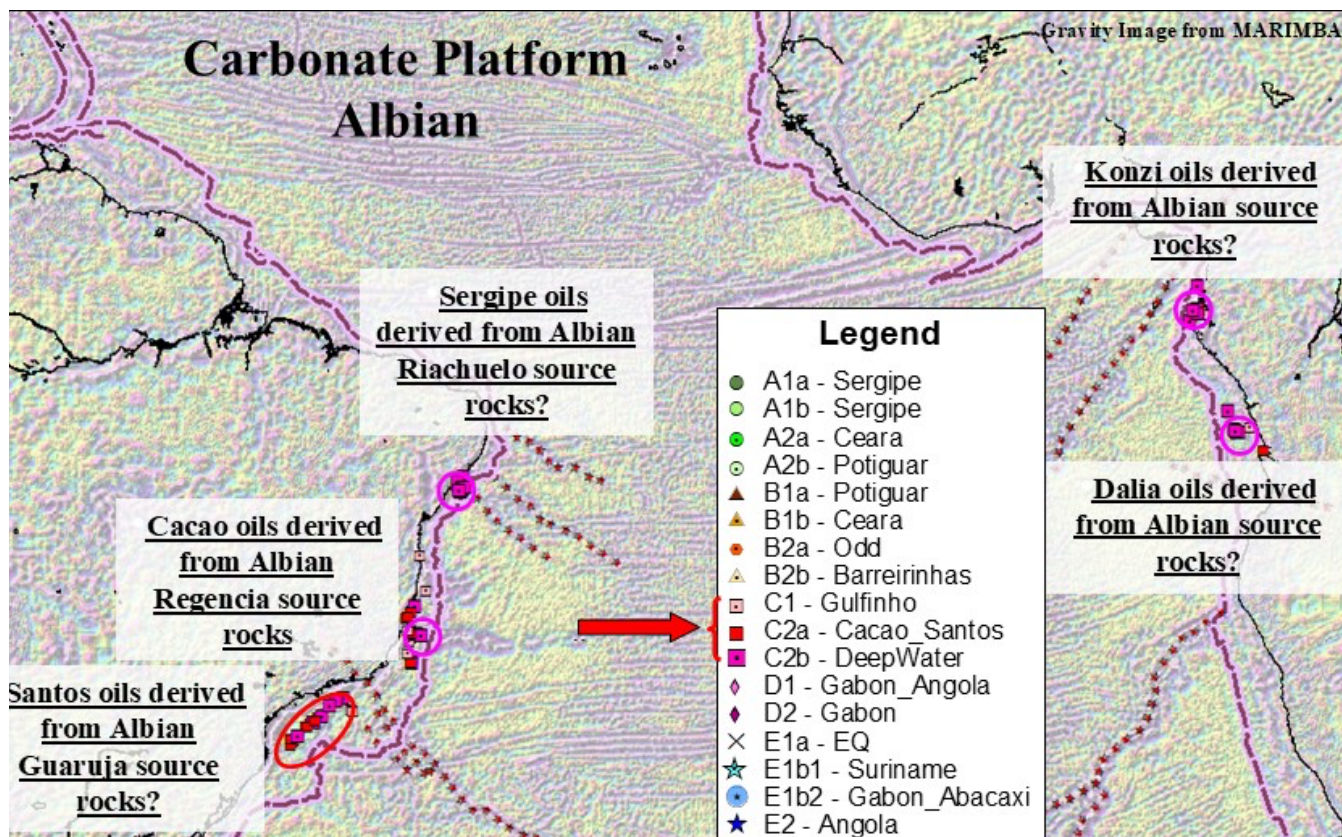 Gravity Image from MARIMBA
Carbonate Platform
Albian
Konzi oils derived
from Albian source
rocks?
Sergipe oils
derived from Albian
Riachuelo source
rocks?
Legend
A1a - Sergipe
A1b - Sergipe
A2a - Ceara
A2b - Potiguar
B1a - Potiguar
B1b - Ceara
B2a - Odd
B2b - Barreirinhas
C1 - Gulfinho
C2a - Cacao_Santos
C2b - DeepWater
D1 - Gabon_Angola
D2 - Gabon
E1a - EQ
E1b1 - Suriname
E1b2 - Gabon_Abacaxi
E2 - Angola
Dalia oils derived
from Albian source
rocks?
Cacao oils derived
from Albian
Regencia source
rocks
Santos oils derived
from Albian
Guaruja source
rocks?